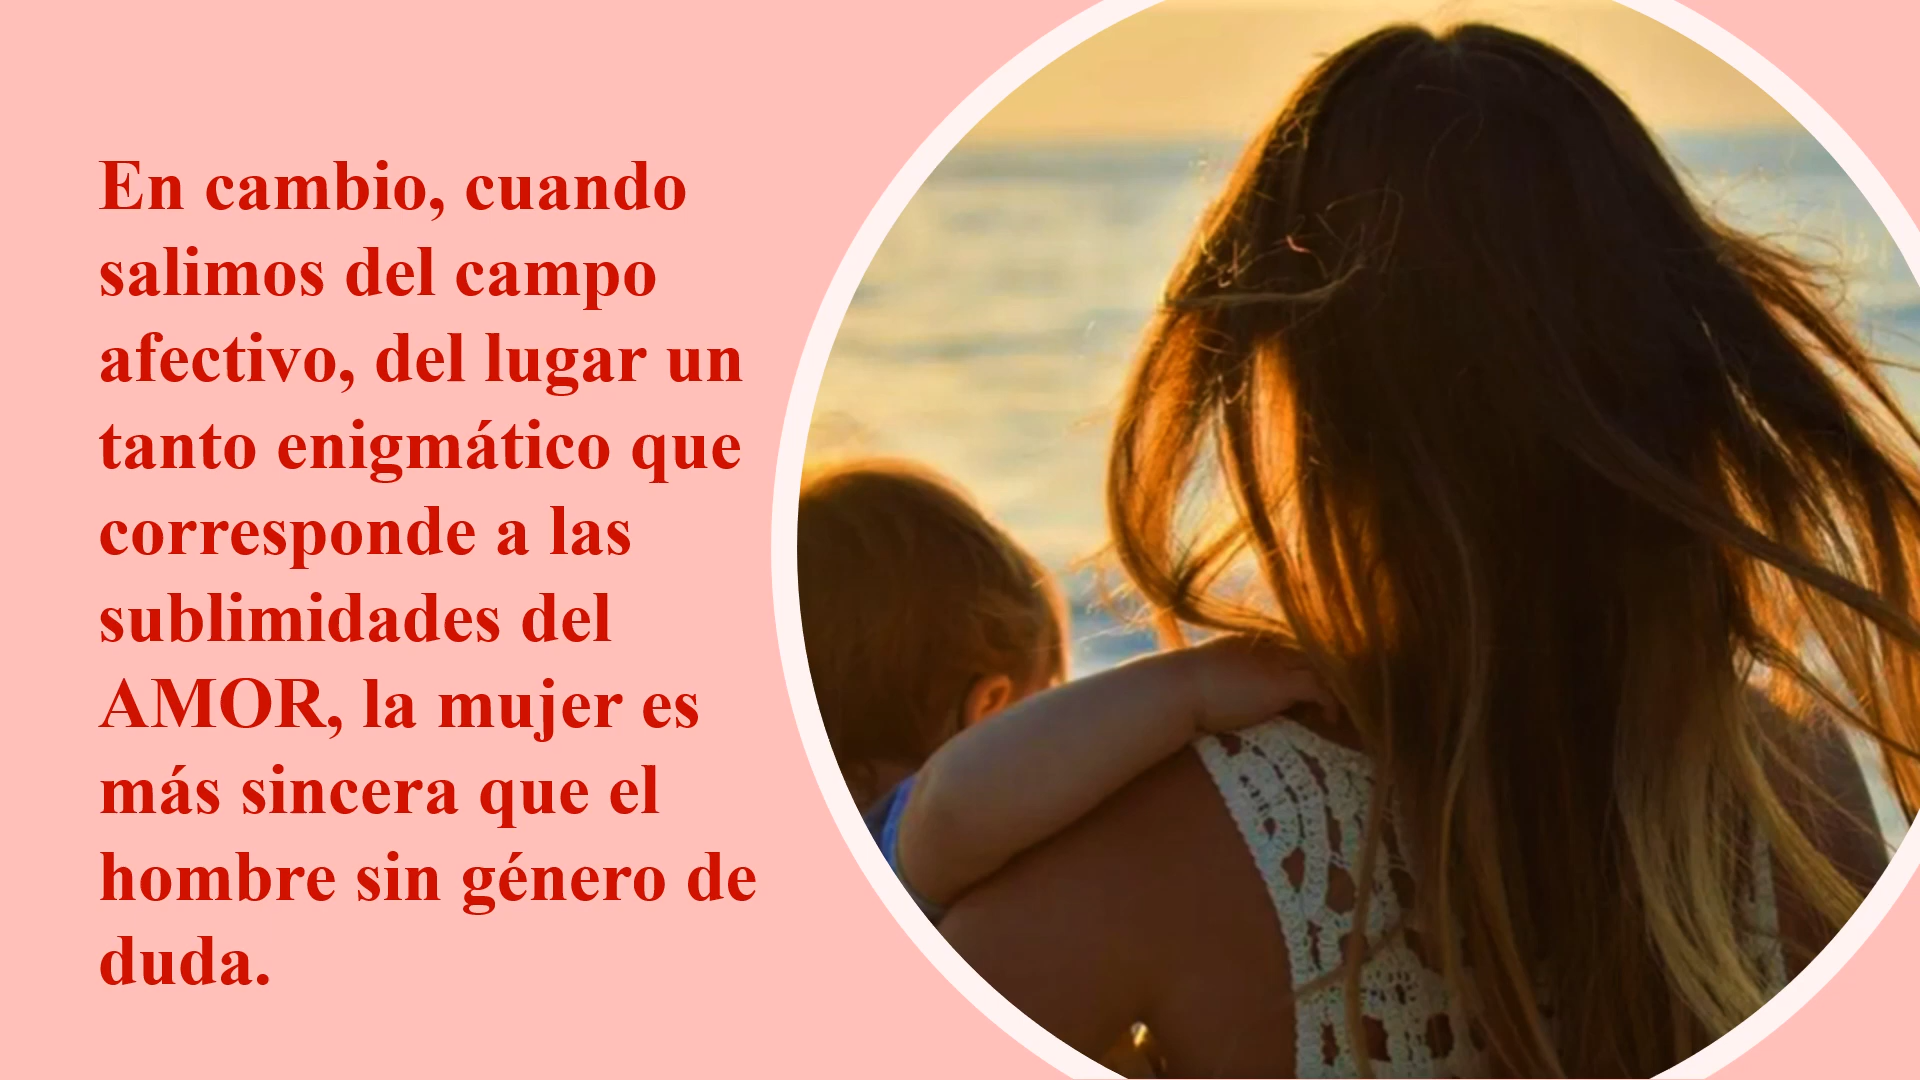 En cambio, cuando
salimos del campo
afectivo, del lugar un
tanto enigmático que
corresponde a las
sublimidades del
AMOR, la mujer es
más sincera que el
hombre sin género de
duda.